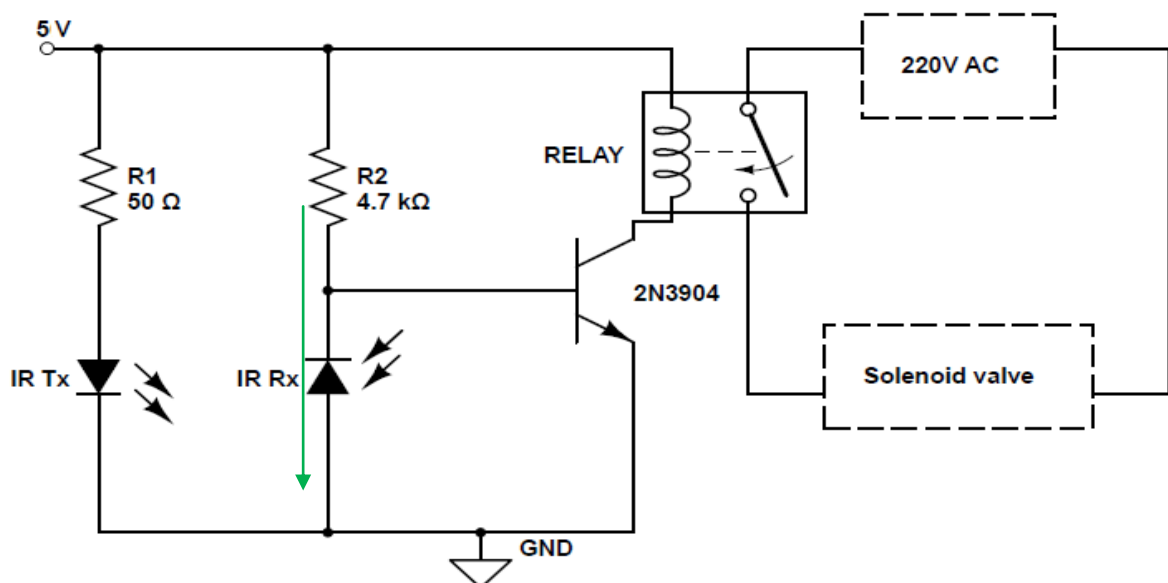 5 V
220V AC
RELAY
R1
50 Ω
R2
4.7 kΩ
2N3904
IR Tx
IR Rx
Solenoid valve
GND